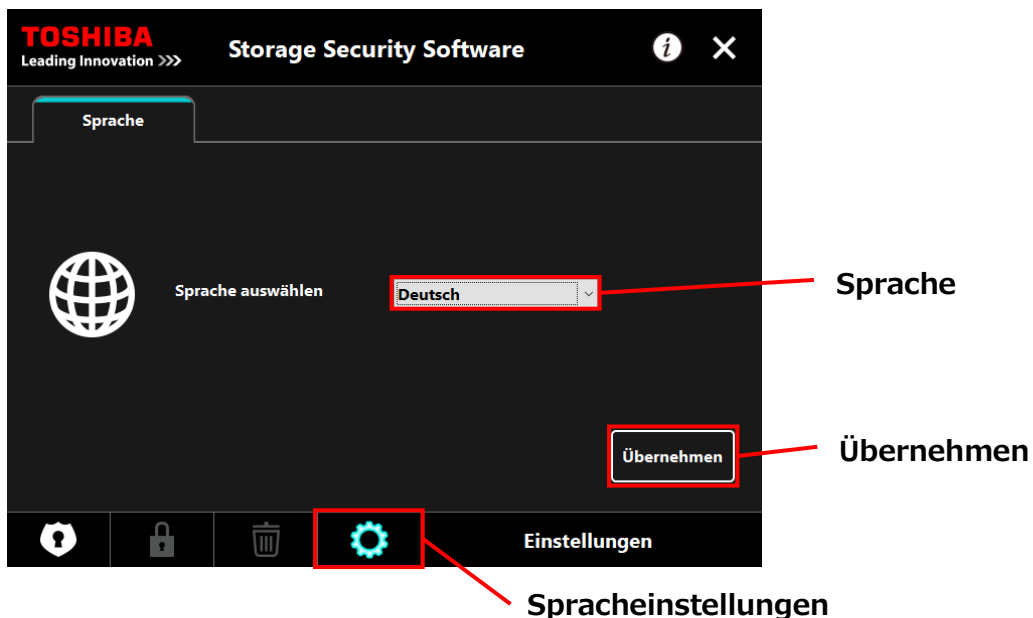 TOSHIBA
Leading Innovation >>>
Storage Security Software
i
Sprache
Sprache auswählen
Deutsch
Sprache
Übernehmen
Übernehmen
Einstellungen
Spracheinstellungen